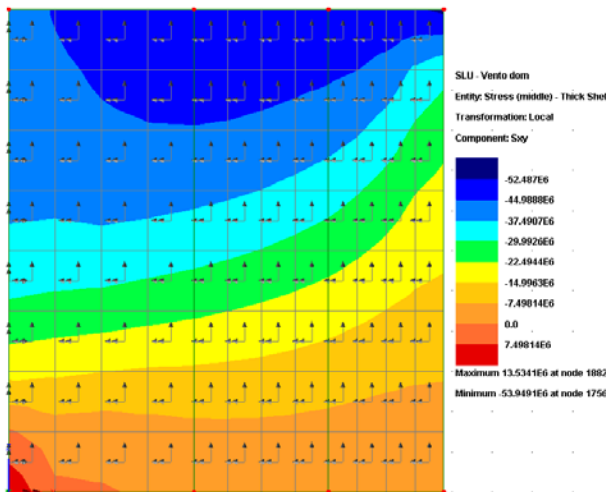 SLU - Vento dom
Entity: Stress (middle) - Thick Shel
Transformation: Local
Component: Sxy
-52.487E6
-44.9888E6
-37.4907E6
-29.9926E6
-22.4944E6
-14.9963E6
-7.49814E6
0.0
7.49814E6
Maximum 13.5341E6 at node 1882
Minimum -53.9491E6 at node 1756